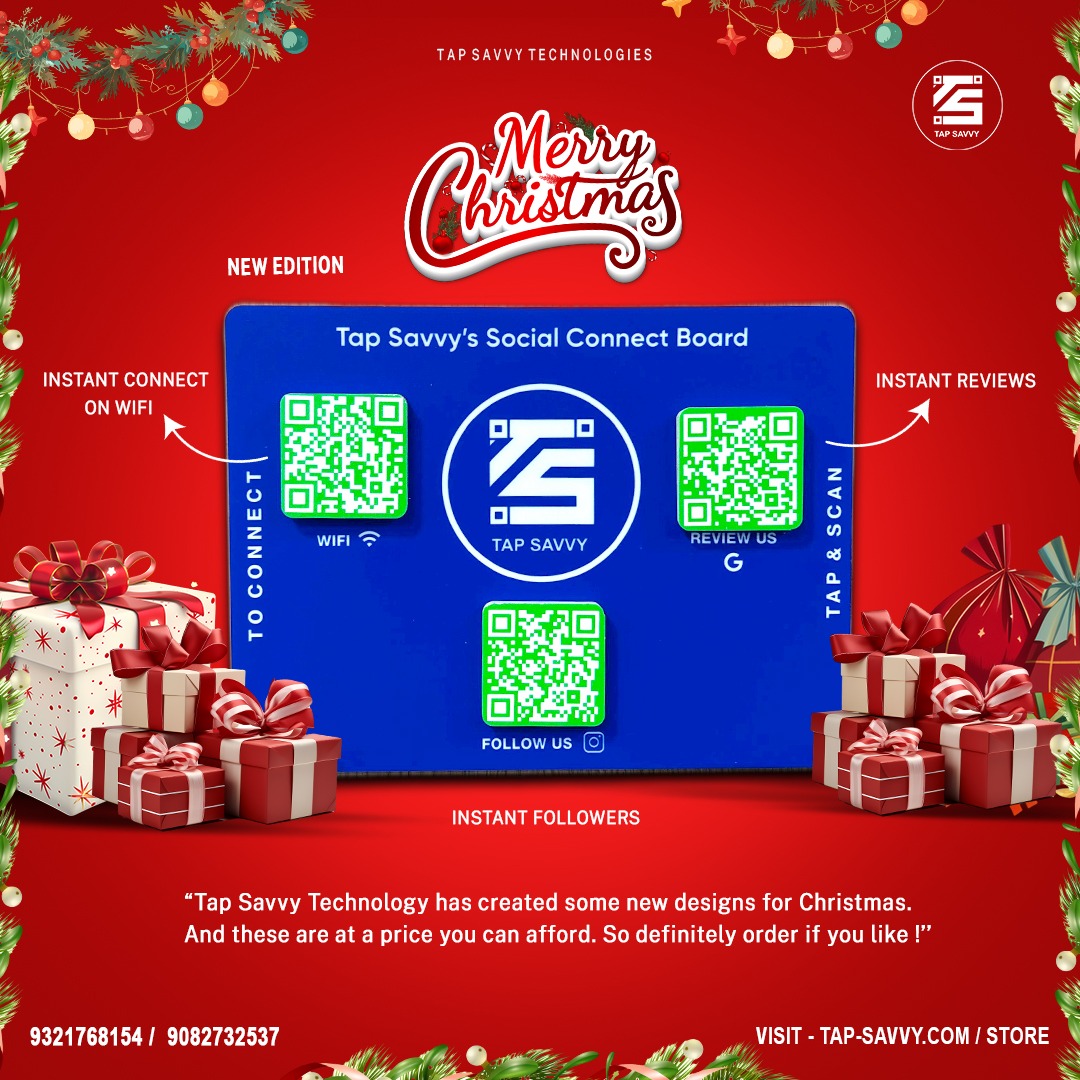 TAP SAVVY TECHNOLOGIES
TAP SAVVY
Merry
Christmas
NEW EDITION
Tap Savvy's Social Connect Board
INSTANT CONNECT
ON WIFI
INSTANT REVIEWS
TO CONNECT
TAP & SCAN
TAP SAVVY
WIFI
REVIEW US
G
FOLLOW US
INSTANT FOLLOWERS
“Tap Savvy Technology has created some new designs for Christmas.
And these are at a price you can afford. So definitely order if you like !’’
9321768154 / 9082732537
VISIT - TAP-SAVVY.COM / STORE